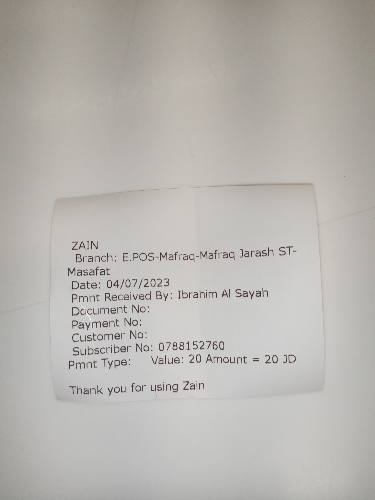 ZAIN
Branch: E.POS-Mafraq-Mafraq Jarash ST-
Masafat
Date: 04/07/2023
Pmnt Received By: Ibrahim Al Sayah
Document No:
Payment No:
Customer No:
Subscriber No: 0788152760
Pmnt Type: Value: 20 Amount = 20 JD
Thank you for using Zain